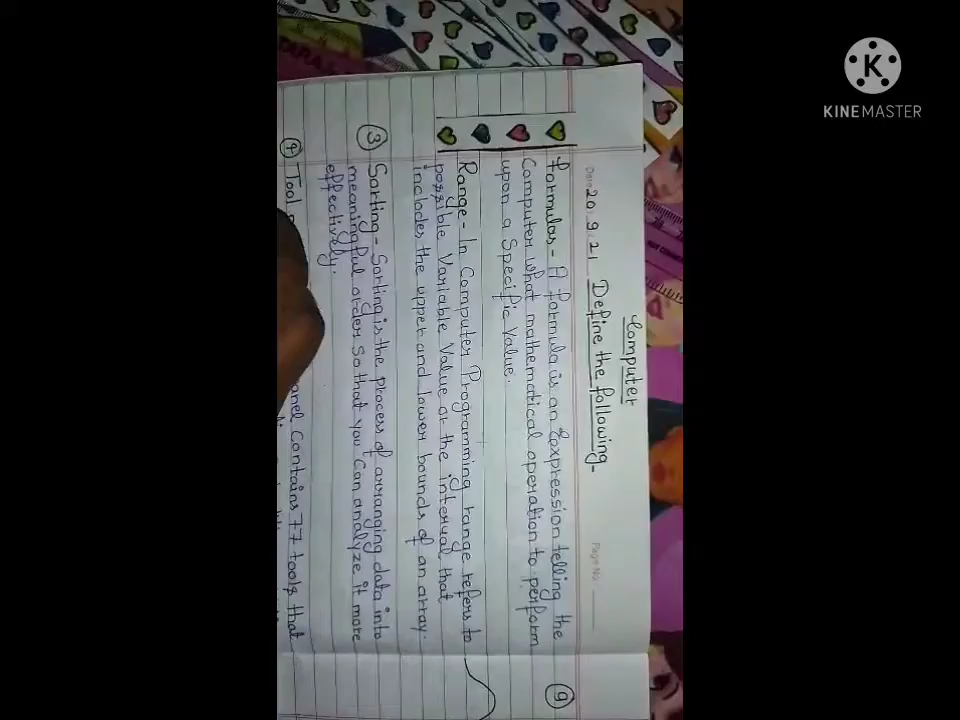 KINEMASTER
Computer
Date 20.9.21 Define the following-
Page No.
9
Formulas - A formula is an Expression telling the
Computer what mathematical operation to perform
upon a Specific Value.
Range - In Computer Programming range refers to
possible Variable Value or the interval that
includes the upper and lower bounds of an array.
3 Sorting - Sorting is the process of arranging data into
meaningful order so that you can analyze it more
effectively.
4 Tool
anel Contains 77 tools that